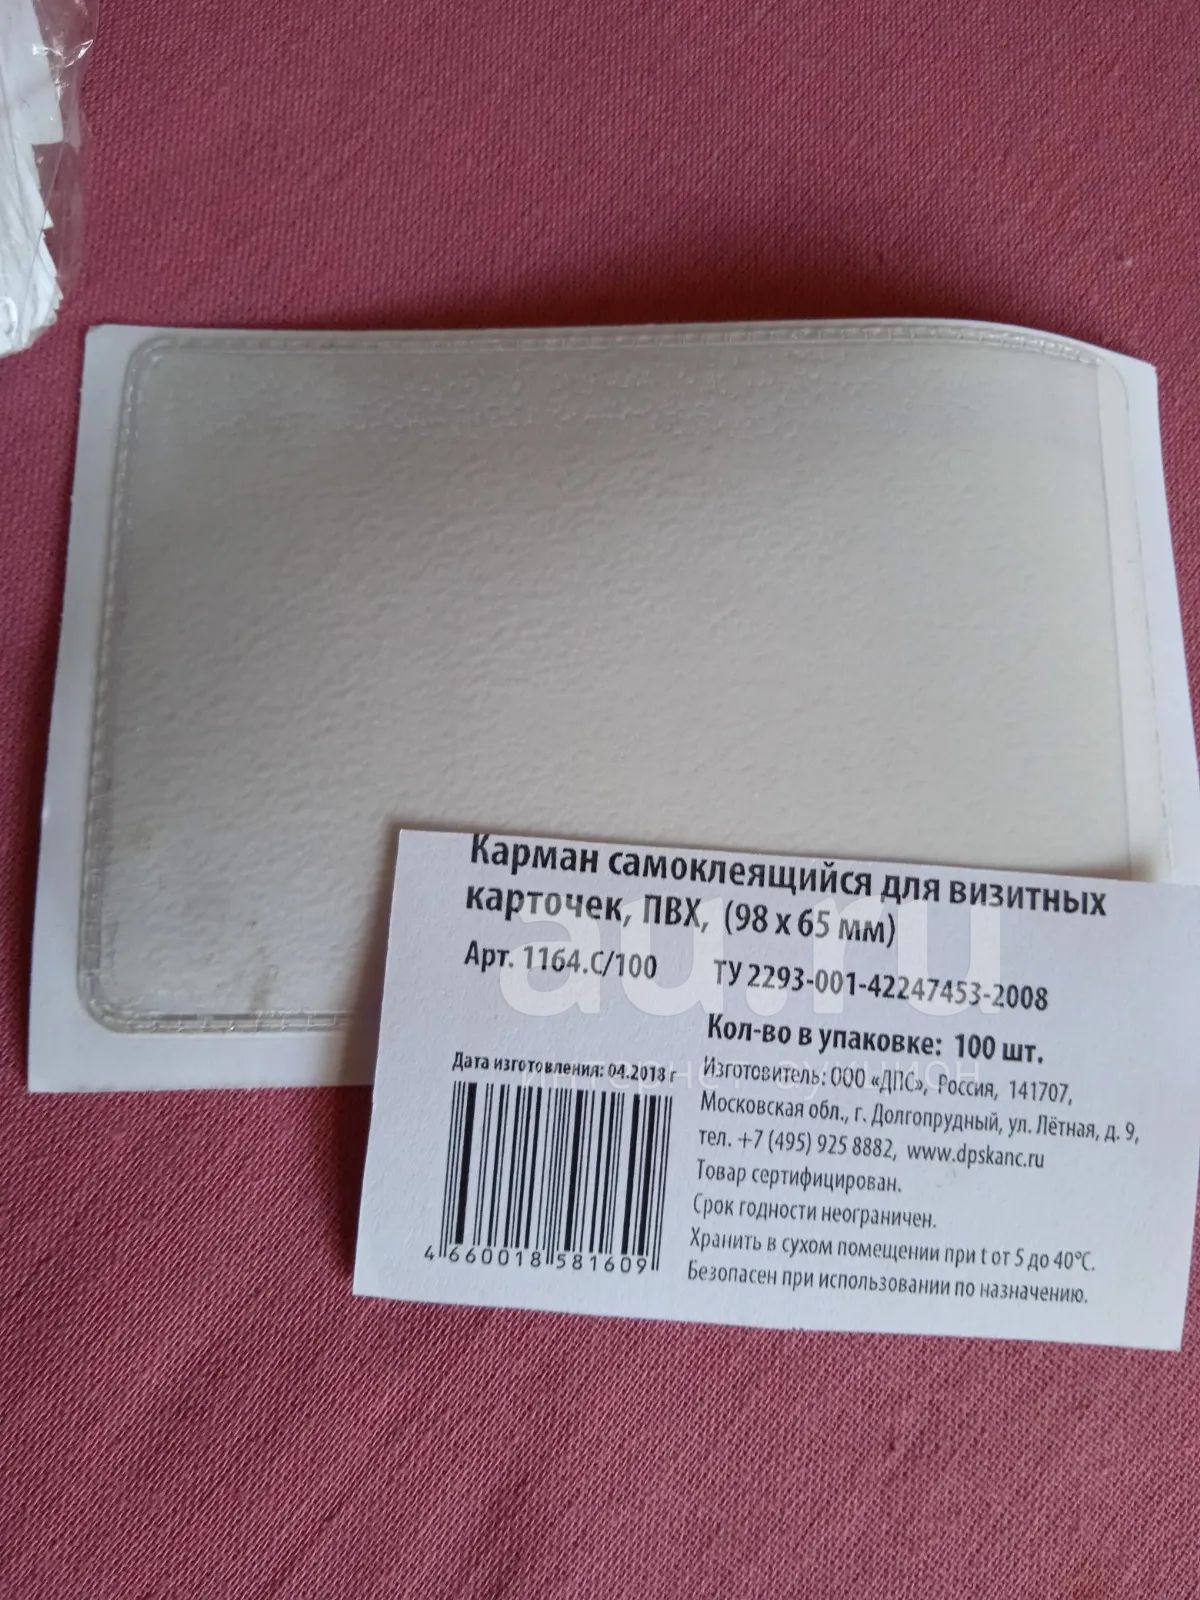 Карман самоклеящийся для визитных
карточек, ПВХ, (98 х 65 мм)
Арт. 1164.С/100
ТУ 2293-001-42247453-2008
Кол-во в упаковке: 100 шт.
Дата изготовления: 04.2018 г
Изготовитель: ООО «ДПС», Россия, 141707,
Московская обл., г. Долгопрудный, ул. Лётная, д. 9,
тел. +7 (495) 925 8882, www.dpskanc.ru
Товар сертифицирован.
Срок годности неограничен.
Хранить в сухом помещении при t от 5 до 40°С.
Безопасен при использовании по назначению.
4 660018 581609
au.ru
интернет-аукцион